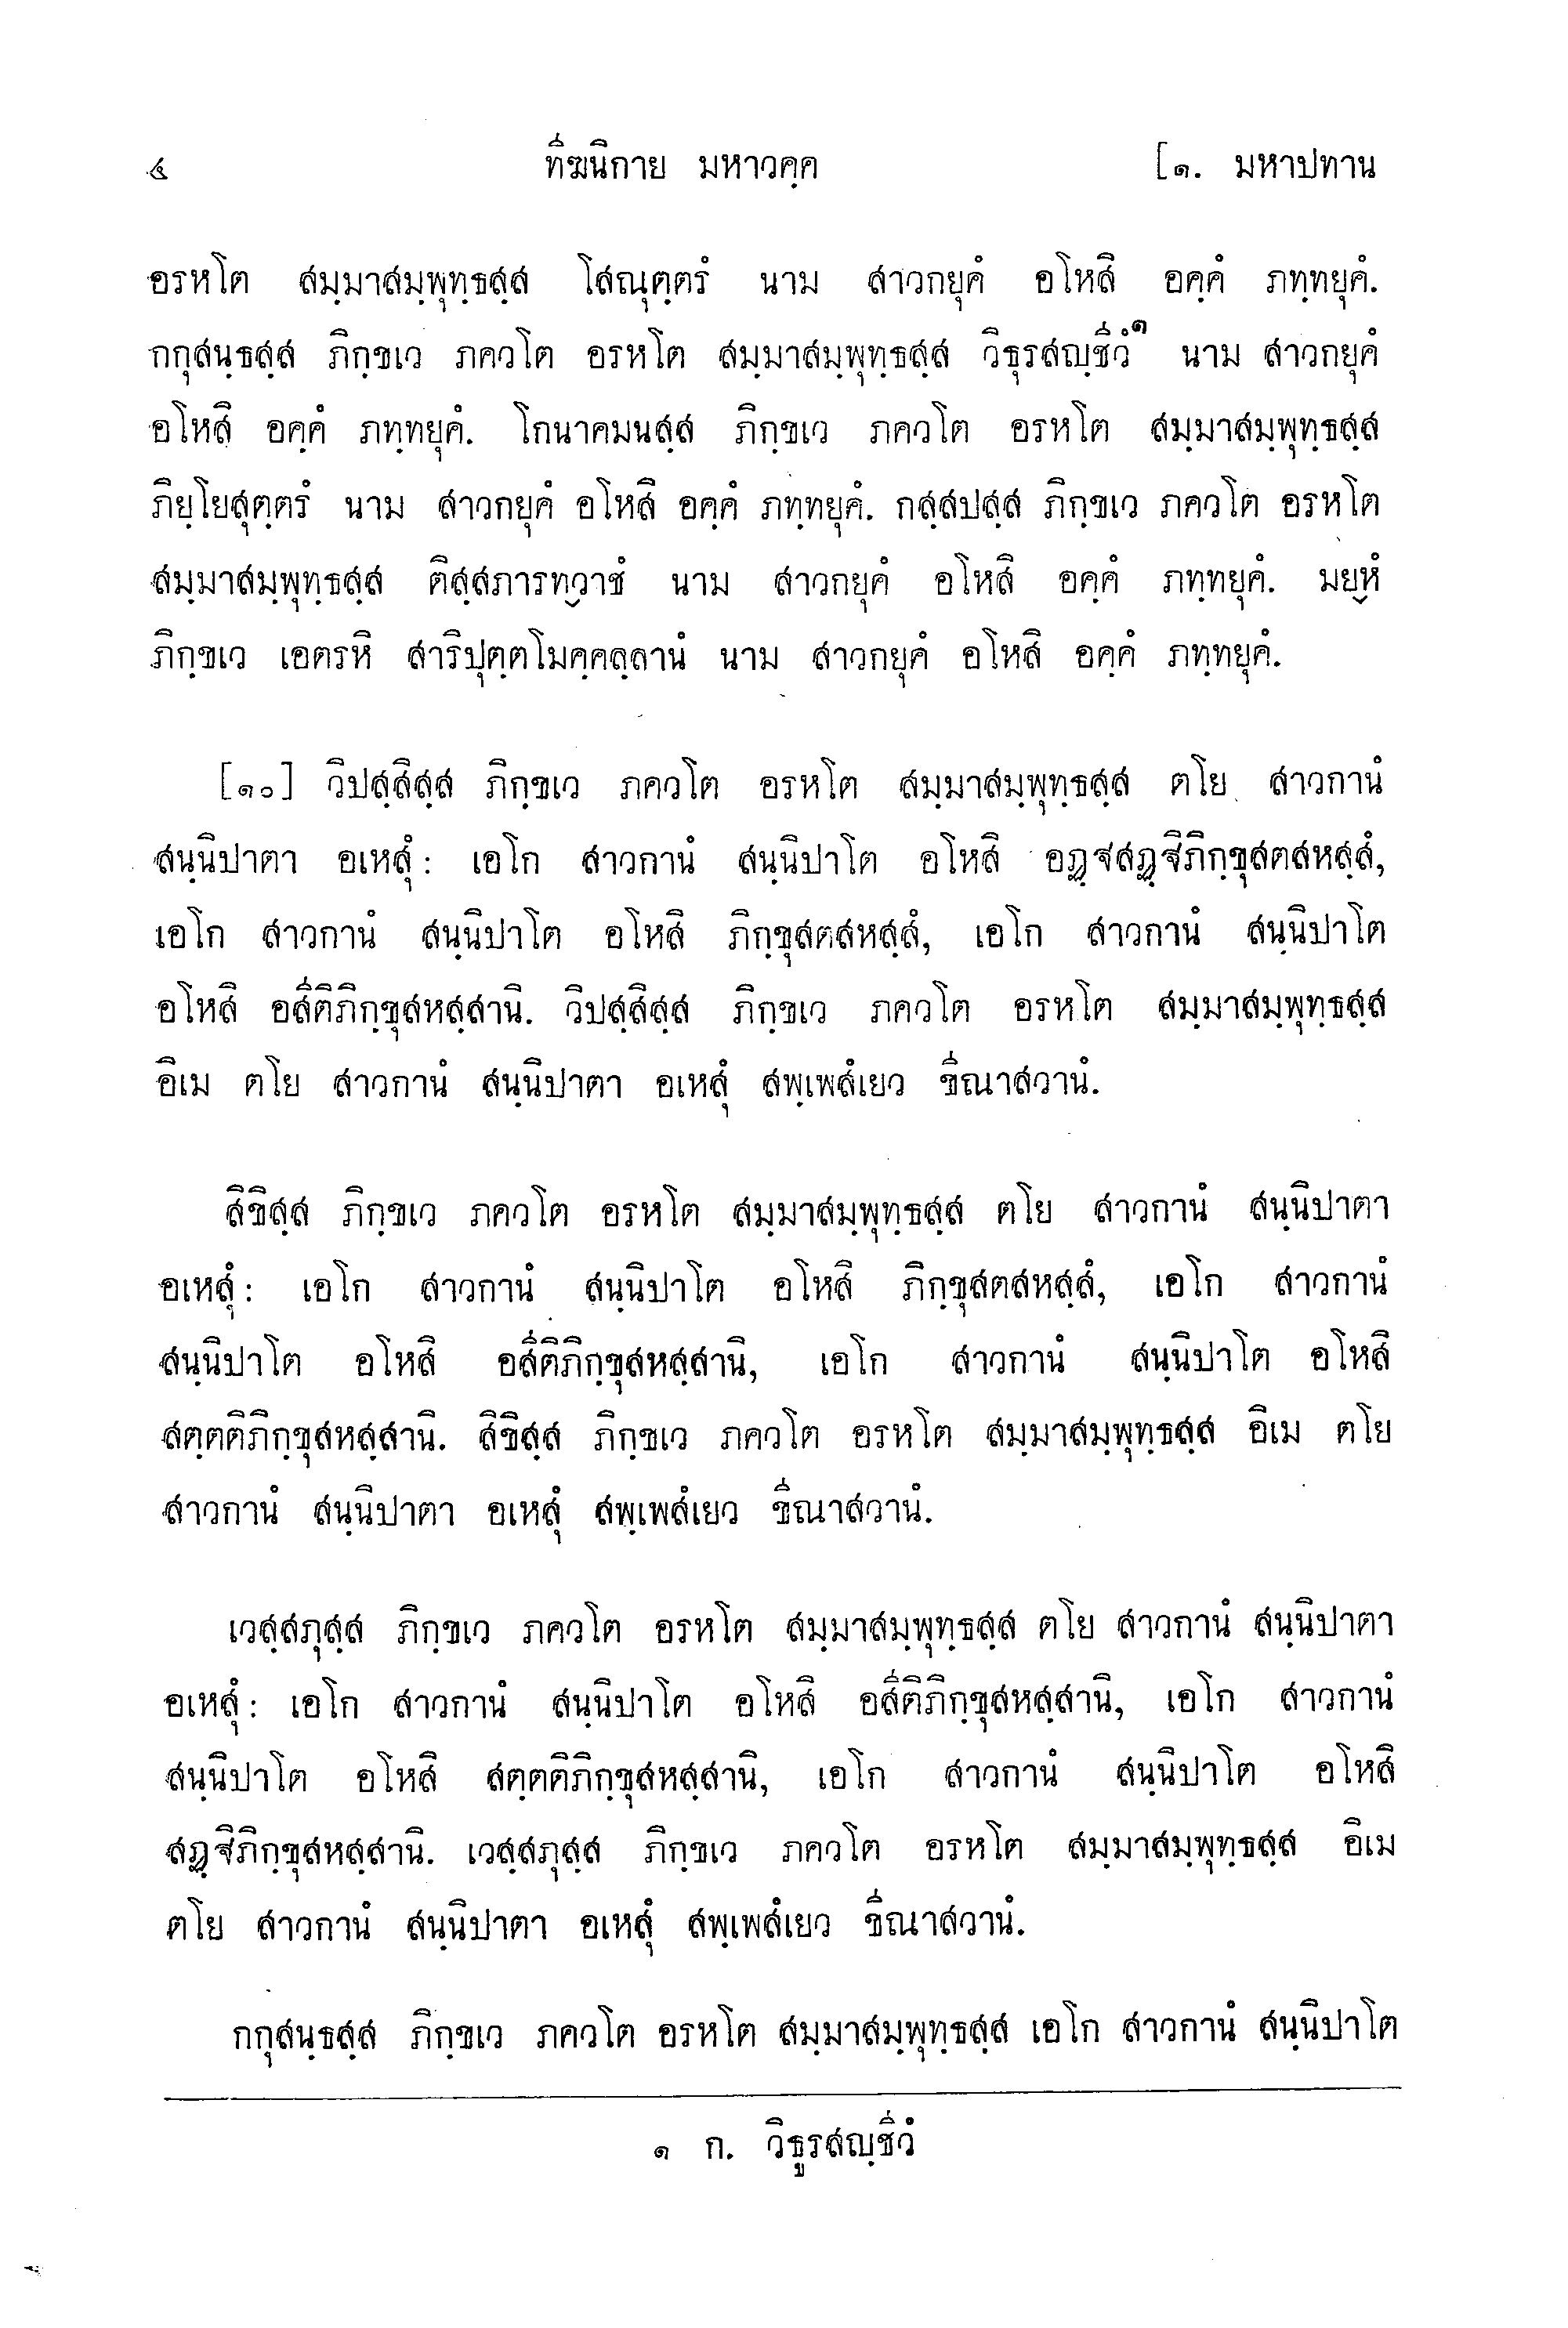 ๔ ทีฆนิกาย มหาวคฺค [๑. มหาปทาน
อรหโต สมฺมาสมฺพุทฺธสฺส โสณุตฺตรํ นาม สาวกยุคํ อโหสิ อคฺคํ ภทฺทยุคํ.
กกุสนฺธสฺส ภิกฺขเว ภควโต อรหโต สมฺมาสมฺพุทฺธสฺส วิธุรสญฺชีวํ๑ นาม สาวกยุคํ
อโหสิ อคฺคํ ภทฺทยุคํ. โกนาคมนสฺส ภิกฺขเว ภควโต อรหโต สมฺมาสมฺพุทฺธสฺส
ภิยฺโยสุตฺตรํ นาม สาวกยุคํ อโหสิ อคฺคํ ภทฺทยุคํ. กสฺสปสฺส ภิกฺขเว ภควโต อรหโต
สมฺมาสมฺพุทฺธสฺส ติสฺสภารทฺวาชํ นาม สาวกยุคํ อโหสิ อคฺคํ ภทฺทยุคํ. มยฺหํ
ภิกฺขเว เอตรหิ สาริปุตฺตโมคฺคลฺลานํ นาม สาวกยุคํ อโหสิ อคฺคํ ภทฺทยุคํ.
[๑๐] วิปสฺสิสฺส ภิกฺขเว ภควโต อรหโต สมฺมาสมฺพุทฺธสฺส ตโย สาวกานํ
สนฺนิปาตา อเหสุํ: เอโก สาวกานํ สนฺนิปาโต อโหสิ อฏฺฐสฏฺฐิภิกฺขุสตสหสฺสํ,
เอโก สาวกานํ สนฺนิปาโต อโหสิ ภิกฺขุสตสหสฺสํ, เอโก สาวกานํ สนฺนิปาโต
อโหสิ อสีติภิกฺขุสหสฺสานิ. วิปสฺสิสฺส ภิกฺขเว ภควโต อรหโต สมฺมาสมฺพุทฺธสฺส
อิเม ตโย สาวกานํ สนฺนิปาตา อเหสุํ สพฺเพสํเยว ขีณาสวานํ.
สิขิสฺส ภิกฺขเว ภควโต อรหโต สมฺมาสมฺพุทฺธสฺส ตโย สาวกานํ สนฺนิปาตา
อเหสุํ: เอโก สาวกานํ สนฺนิปาโต อโหสิ ภิกฺขุสตสหสฺสํ, เอโก สาวกานํ
สนฺนิปาโต อโหสิ อสีติภิกฺขุสหสฺสานิ, เอโก สาวกานํ สนฺนิปาโต อโหสิ
สตฺตติภิกฺขุสหสฺสานิ. สิขิสฺส ภิกฺขเว ภควโต อรหโต สมฺมาสมฺพุทฺธสฺส อิเม ตโย
สาวกานํ สนฺนิปาตา อเหสุํ สพฺเพสํเยว ขีณาสวานํ.
เวสฺสภุสฺส ภิกฺขเว ภควโต อรหโต สมฺมาสมฺพุทฺธสฺส ตโย สาวกานํ สนฺนิปาตา
อเหสุํ: เอโก สาวกานํ สนฺนิปาโต อโหสิ อสีติภิกฺขุสหสฺสานิ, เอโก สาวกานํ
สนฺนิปาโต อโหสิ สตฺตติภิกฺขุสหสฺสานิ, เอโก สาวกานํ สนฺนิปาโต อโหสิ
สฏฺฐิภิกฺขุสหสฺสานิ. เวสฺสภุสฺส ภิกฺขเว ภควโต อรหโต สมฺมาสมฺพุทฺธสฺส อิเม
ตโย สาวกานํ สนฺนิปาตา อเหสุํ สพฺเพสํเยว ขีณาสวานํ.
กกุสนฺธสฺส ภิกฺขเว ภควโต อรหโต สมฺมาสมฺพุทฺธสฺส เอโก สาวกานํ สนฺนิปาโต
๑ ก. วิธูรสญฺชีวํ